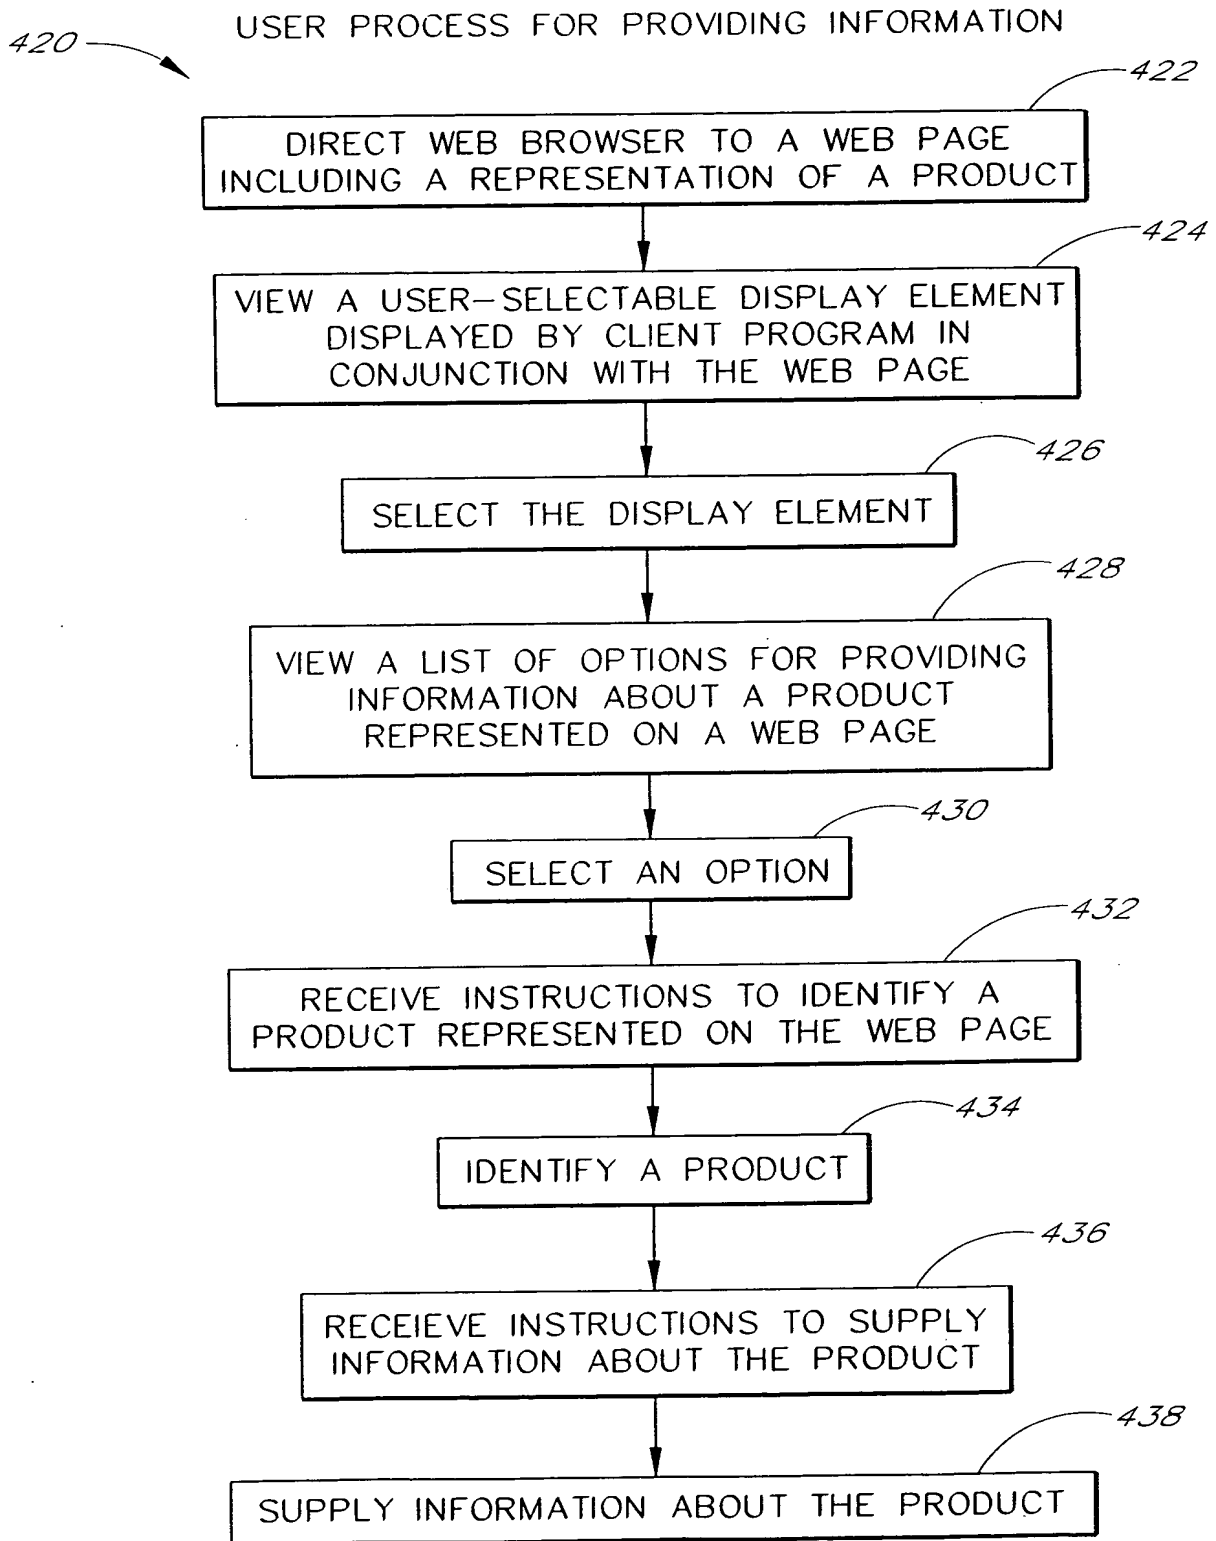 USER PROCESS FOR PROVIDING INFORMATION
420
422
DIRECT WEB BROWSER TO A WEB PAGE
INCLUDING A REPRESENTATION OF A PRODUCT
424
VIEW A USER-SELECTABLE DISPLAY ELEMENT
DISPLAYED BY CLIENT PROGRAM IN
CONJUNCTION WITH THE WEB PAGE
426
SELECT THE DISPLAY ELEMENT
428
VIEW A LIST OF OPTIONS FOR PROVIDING
INFORMATION ABOUT A PRODUCT
REPRESENTED ON A WEB PAGE
430
SELECT AN OPTION
432
RECEIVE INSTRUCTIONS TO IDENTIFY A
PRODUCT REPRESENTED ON THE WEB PAGE
434
IDENTIFY A PRODUCT
436
RECEIEVE INSTRUCTIONS TO SUPPLY
INFORMATION ABOUT THE PRODUCT
438
SUPPLY INFORMATION ABOUT THE PRODUCT